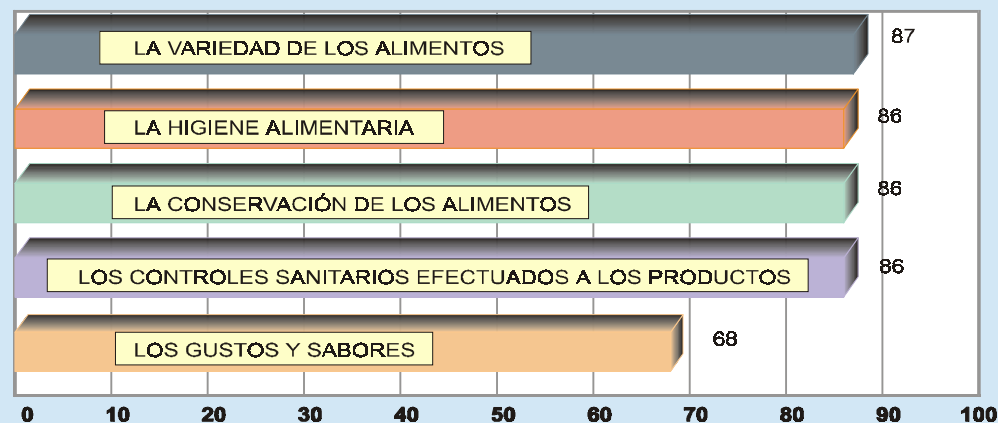 LA VARIEDAD DE LOS ALIMENTOS 87
LA HIGIENE ALIMENTARIA 86
LA CONSERVACIÓN DE LOS ALIMENTOS 86
LOS CONTROLES SANITARIOS EFECTUADOS A LOS PRODUCTOS 86
LOS GUSTOS Y SABORES 68
0 10 20 30 40 50 60 70 80 90 100